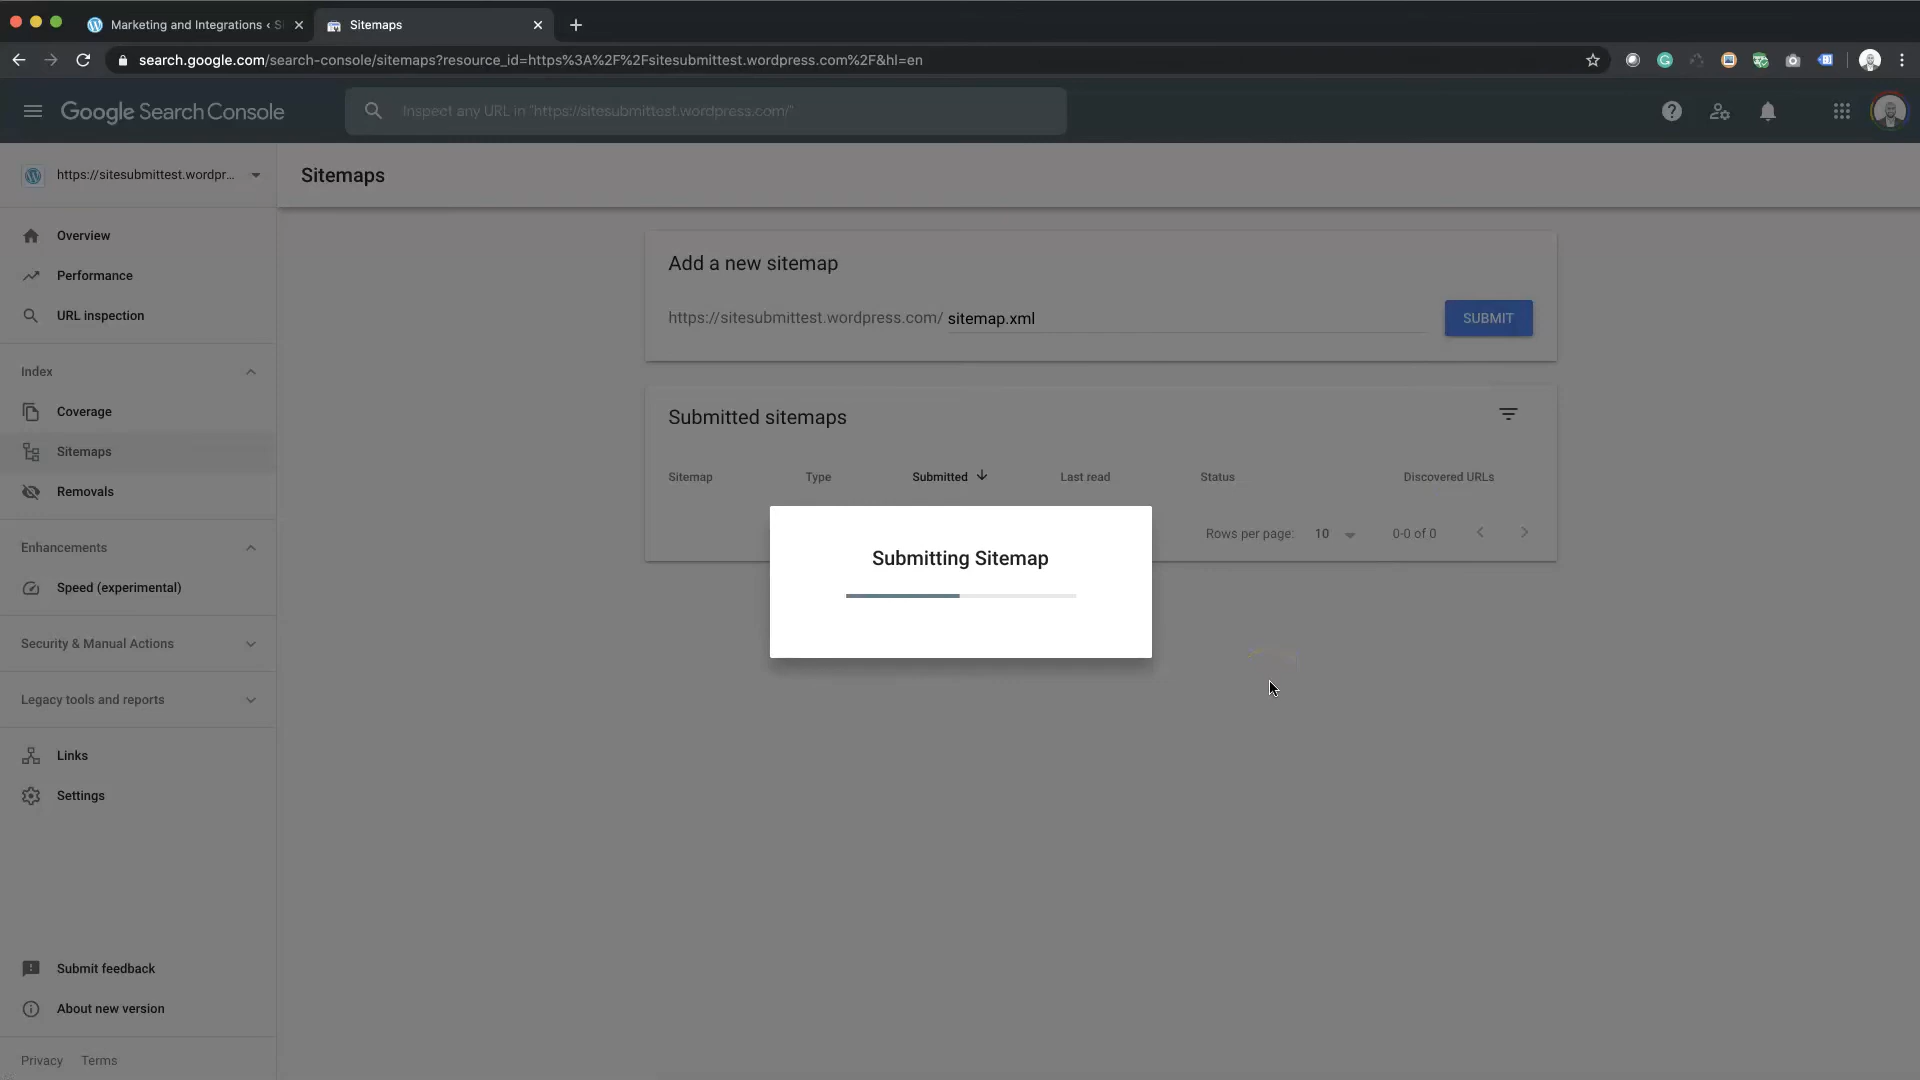 Marketing and Integrations ‹ S
Sitemaps
search.google.com/search-console/sitemaps?resource_id=https%3A%2F%2Fsitesubmittest.wordpress.com%2F&hl=en
Google Search Console
Inspect any URL in "https://sitesubmittest.wordpress.com/"
https://sitesubmittest.wordpr...
Sitemaps
Overview
Performance
URL inspection
Index
Coverage
Sitemaps
Removals
Enhancements
Speed (experimental)
Security & Manual Actions
Legacy tools and reports
Links
Settings
Submit feedback
About new version
Privacy Terms
Add a new sitemap
https://sitesubmittest.wordpress.com/ sitemap.xml
SUBMIT
Submitted sitemaps
Sitemap Type Submitted Last read Status Discovered URLs
Rows per page: 10 0-0 of 0
Submitting Sitemap